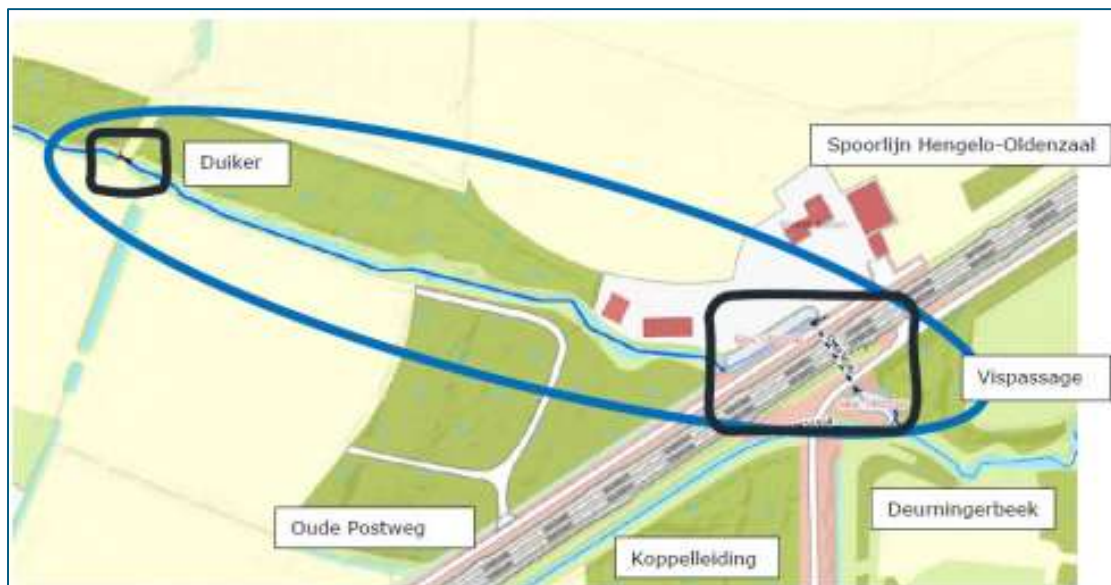 Spoorlijn Hengelo-Oldenzaal
Duiker
Vispassage
Deurningerbeek
Oude Postweg
Koppelleiding